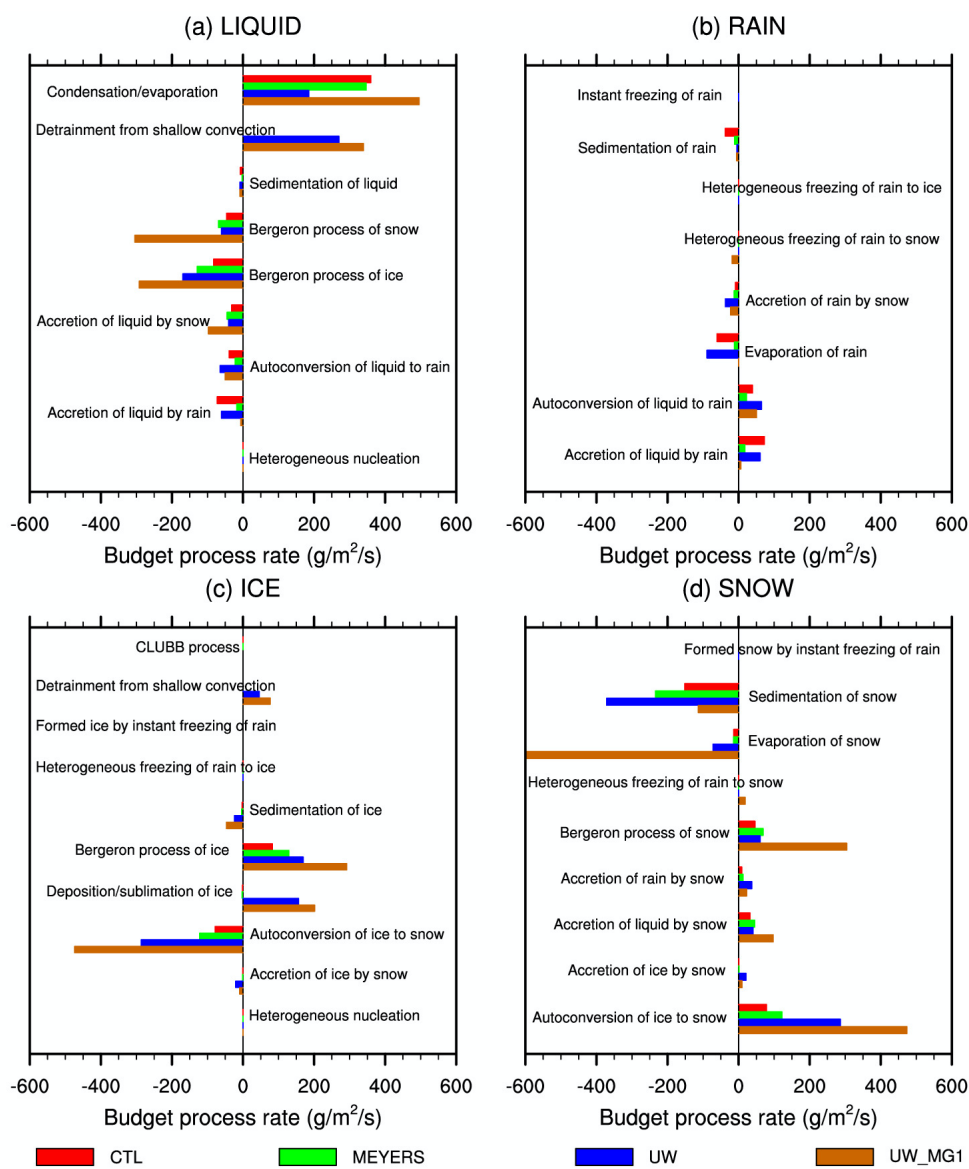 (a) LIQUID
Condensation/evaporation
Detrainment from shallow convection
Sedimentation of liquid
Bergeron process of snow
Bergeron process of ice
Accretion of liquid by snow
Autoconversion of liquid to rain
Accretion of liquid by rain
Heterogeneous nucleation
-600 -400 -200 0 200 400 600
Budget process rate (g/m²/s)
(b) RAIN
Instant freezing of rain
Sedimentation of rain
Heterogeneous freezing of rain to ice
Heterogeneous freezing of rain to snow
Accretion of rain by snow
Evaporation of rain
Autoconversion of liquid to rain
Accretion of liquid by rain
-600 -400 -200 0 200 400 600
Budget process rate (g/m²/s)
(c) ICE
CLUBB process
Detrainment from shallow convection
Formed ice by instant freezing of rain
Heterogeneous freezing of rain to ice
Sedimentation of ice
Bergeron process of ice
Deposition/sublimation of ice
Autoconversion of ice to snow
Accretion of ice by snow
Heterogeneous nucleation
-600 -400 -200 0 200 400 600
Budget process rate (g/m²/s)
(d) SNOW
Formed snow by instant freezing of rain
Sedimentation of snow
Evaporation of snow
Heterogeneous freezing of rain to snow
Bergeron process of snow
Accretion of rain by snow
Accretion of liquid by snow
Accretion of ice by snow
Autoconversion of ice to snow
-600 -400 -200 0 200 400 600
Budget process rate (g/m²/s)
CTL MEYERS UW UW_MG1